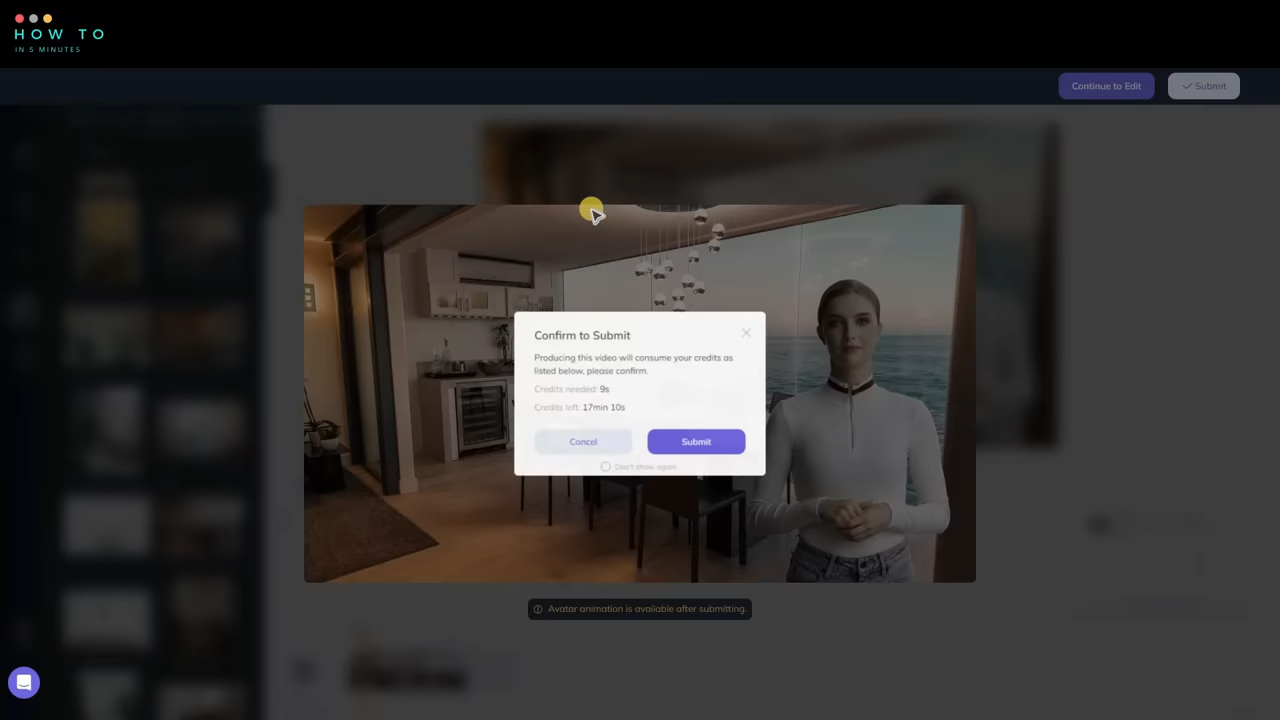 HOW TO
IN 5 MINUTES
Continue to Edit
Submit
Confirm to Submit
Producing this video will consume your credits as
listed below, please confirm.
Credits needed: 9s
Credits left: 17min 10s
Cancel
Submit
Don't show again
Avatar animation is available after submitting.